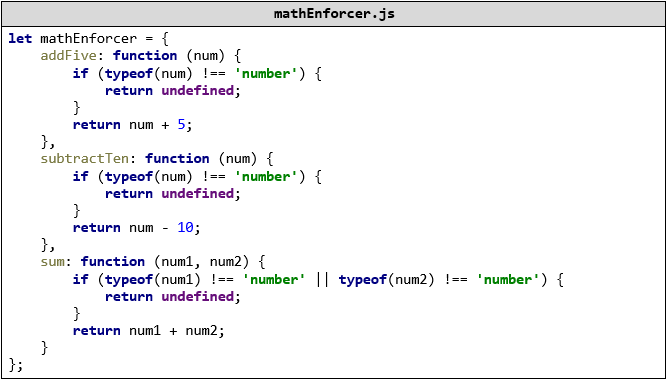 mathEnforcer.js
let mathEnforcer = {
    addFive: function (num) {
        if (typeof(num) !== 'number') {
            return undefined;
        }
        return num + 5;
    },
    subtractTen: function (num) {
        if (typeof(num) !== 'number') {
            return undefined;
        }
        return num - 10;
    },
    sum: function (num1, num2) {
        if (typeof(num1) !== 'number' || typeof(num2) !== 'number') {
            return undefined;
        }
        return num1 + num2;
    }
};